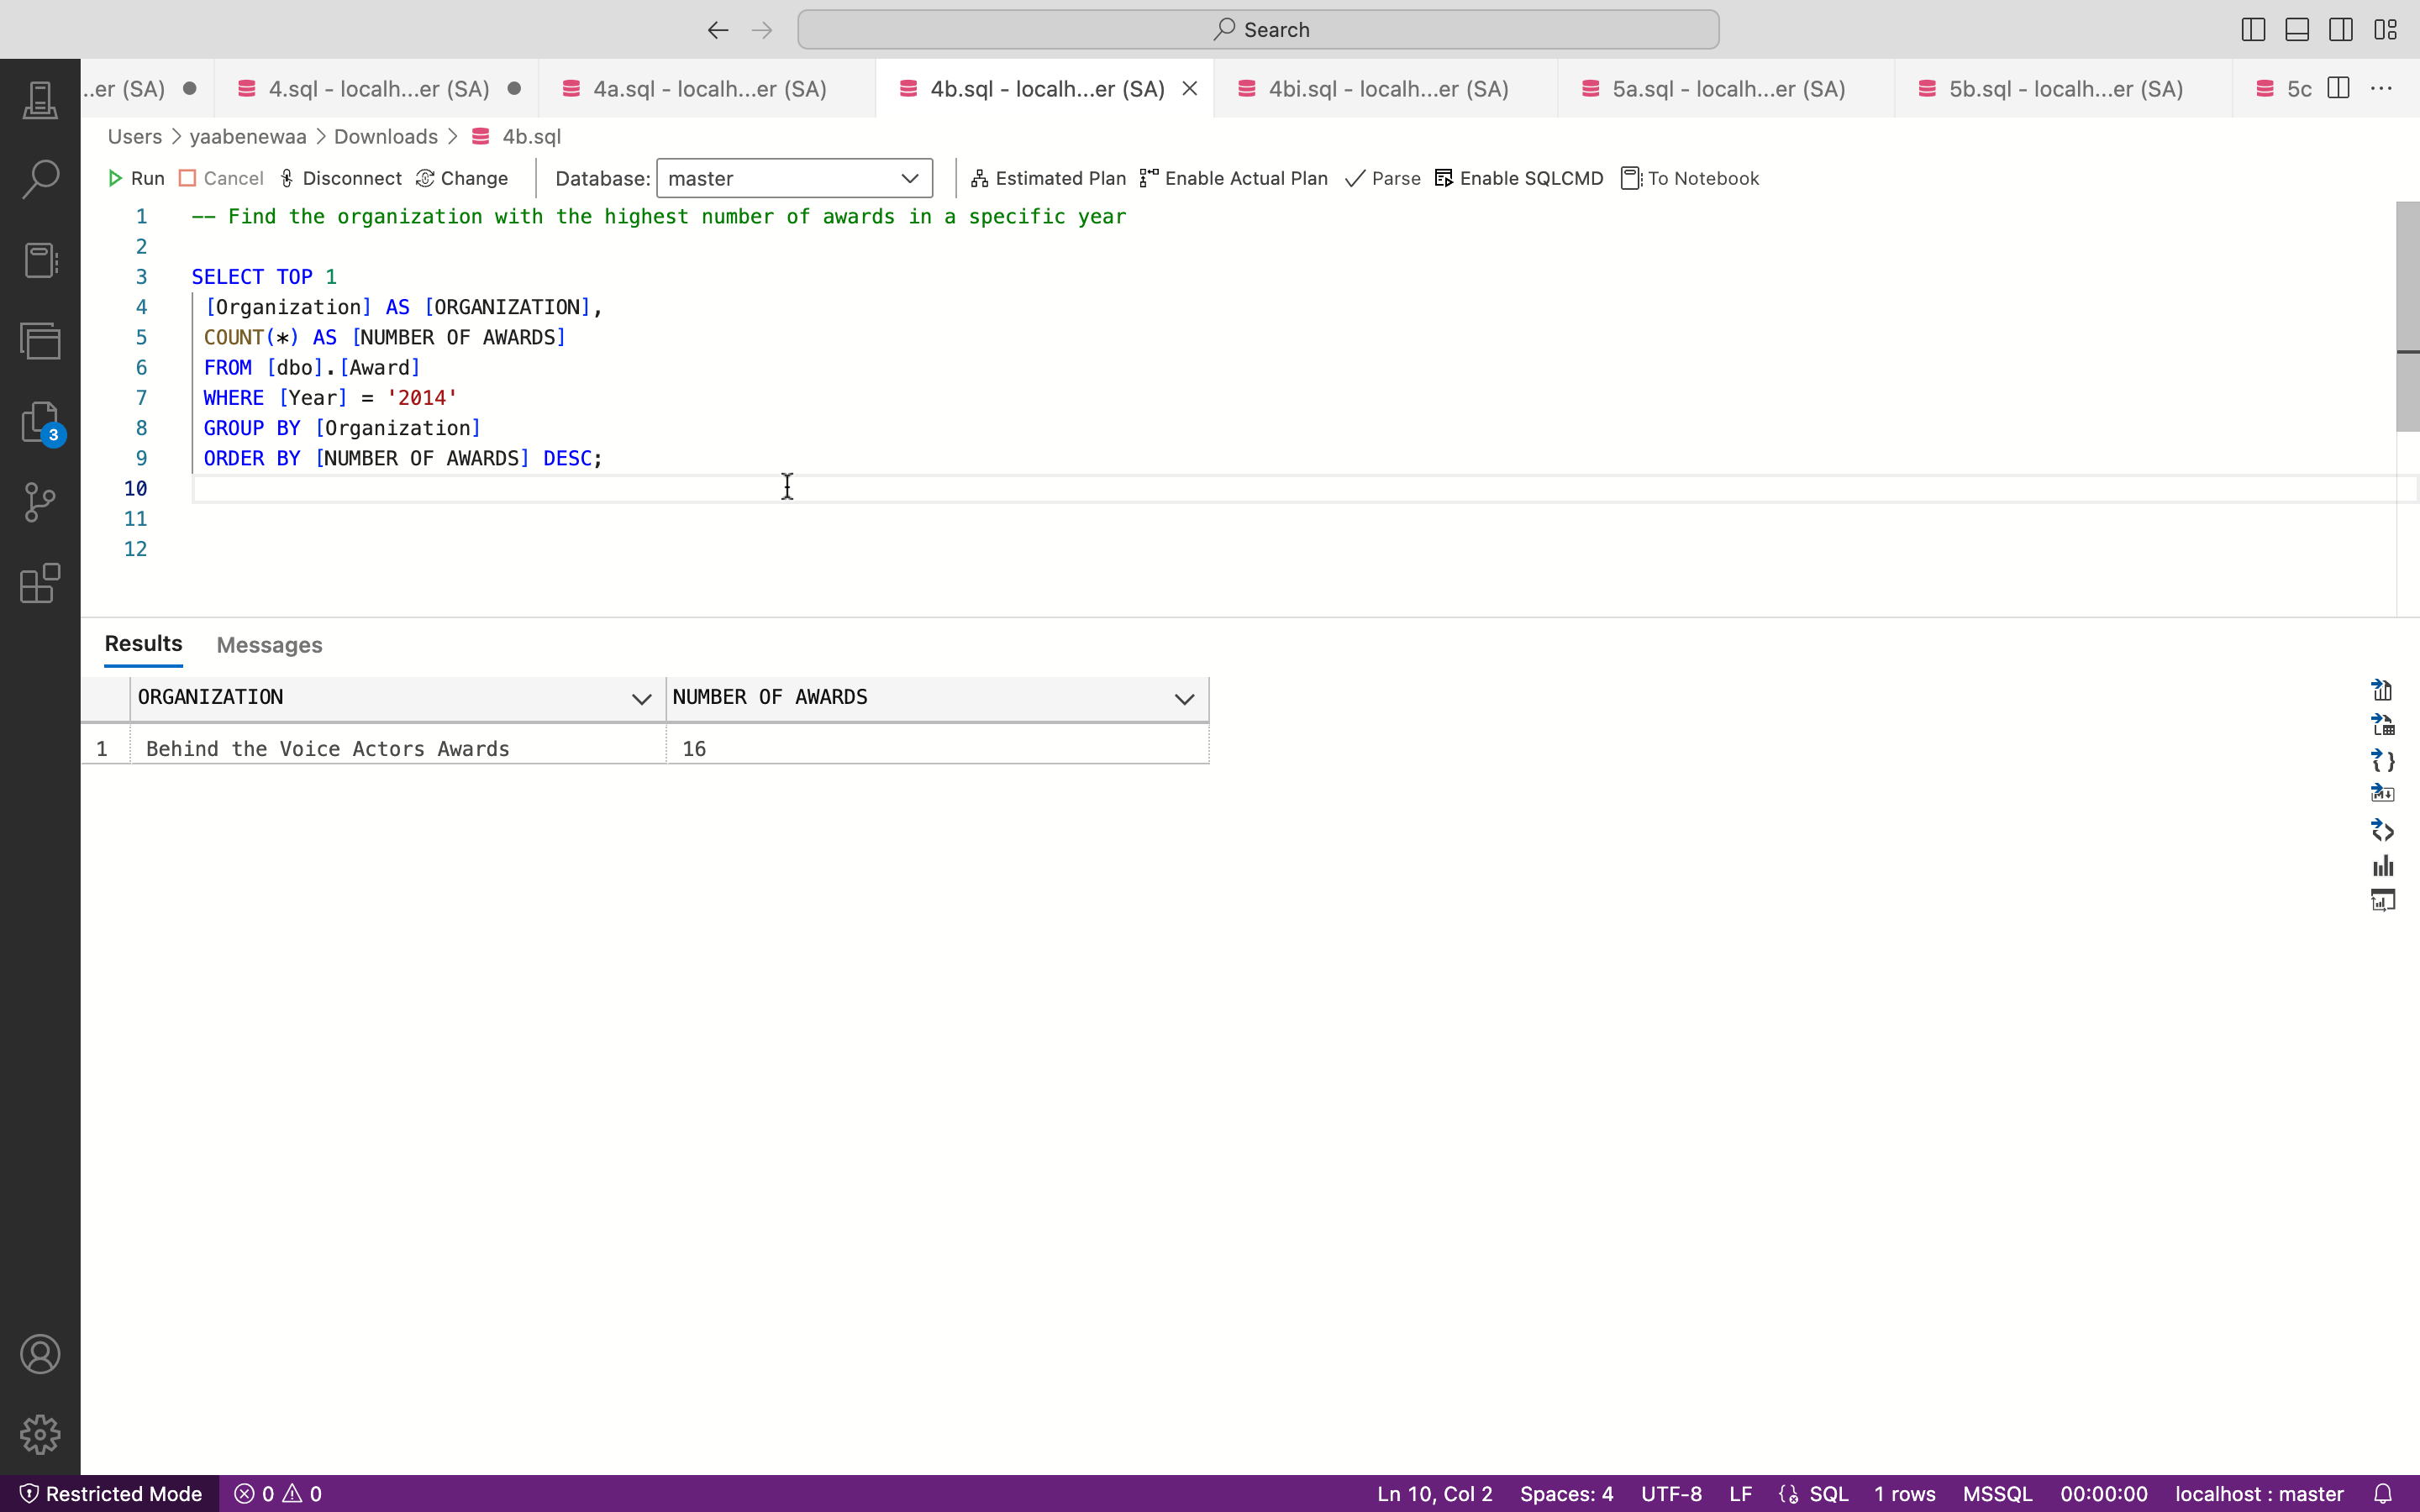 Search
..er (SA)
4.sql - localh...er (SA)
4a.sql - localh...er (SA)
4b.sql - localh...er (SA)
4bi.sql - localh...er (SA)
5a.sql - localh...er (SA)
5b.sql - localh...er (SA)
5c
Users > yaabenewaa > Downloads > 4b.sql
Run Cancel Disconnect Change Database: master Estimated Plan Enable Actual Plan Parse Enable SQLCMD To Notebook
1 -- Find the organization with the highest number of awards in a specific year
2
3 SELECT TOP 1
4 [Organization] AS [ORGANIZATION],
5 COUNT(*) AS [NUMBER OF AWARDS]
6 FROM [dbo].[Award]
7 WHERE [Year] = '2014'
8 GROUP BY [Organization]
9 ORDER BY [NUMBER OF AWARDS] DESC;
10
11
12
3
Results Messages
ORGANIZATION NUMBER OF AWARDS
1 Behind the Voice Actors Awards 16
Restricted Mode 0 0 Ln 10, Col 2 Spaces: 4 UTF-8 LF SQL 1 rows MSSQL 00:00:00 localhost : master